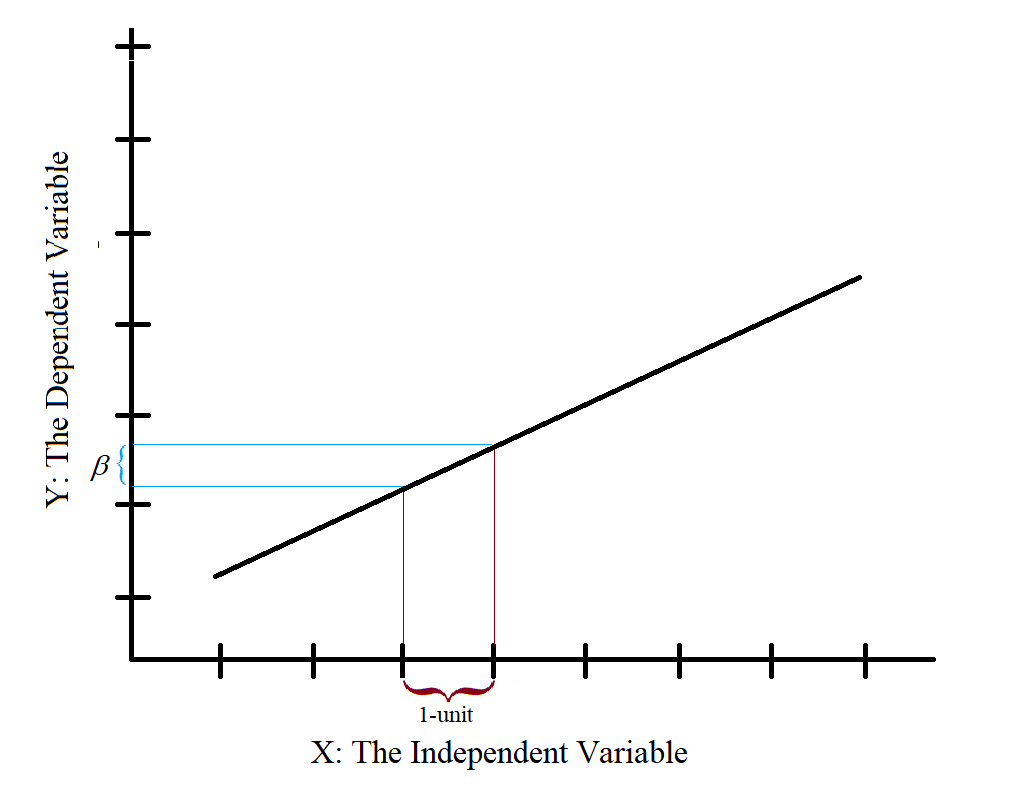 Y: The Dependent Variable
β
1-unit
X: The Independent Variable